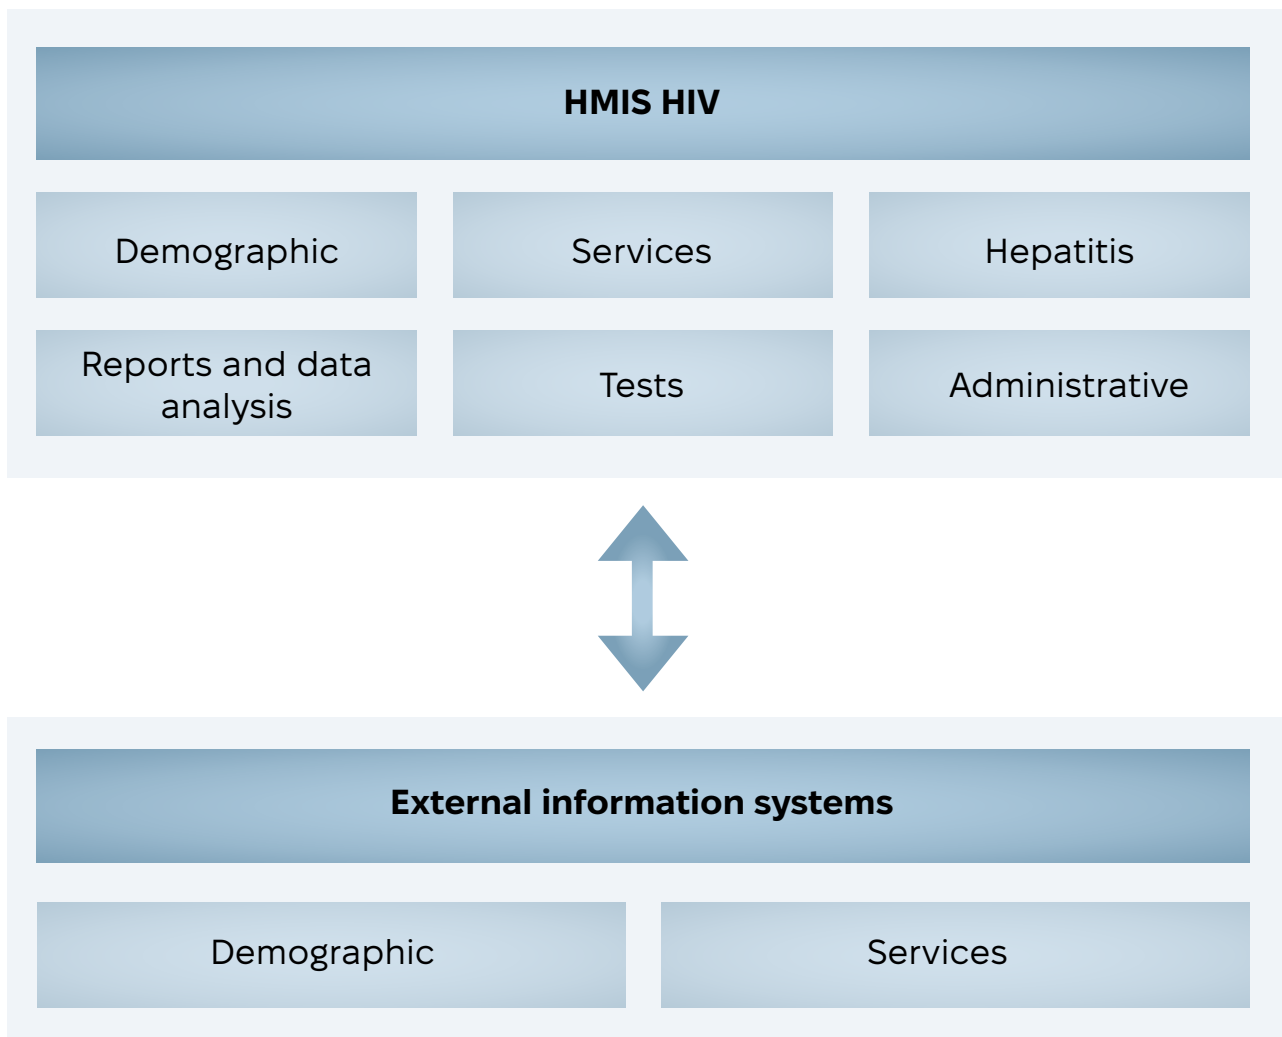 HMIS HIV
Demographic
Services
Hepatitis
Reports and data
analysis
Tests
Administrative
External information systems
Demographic
Services